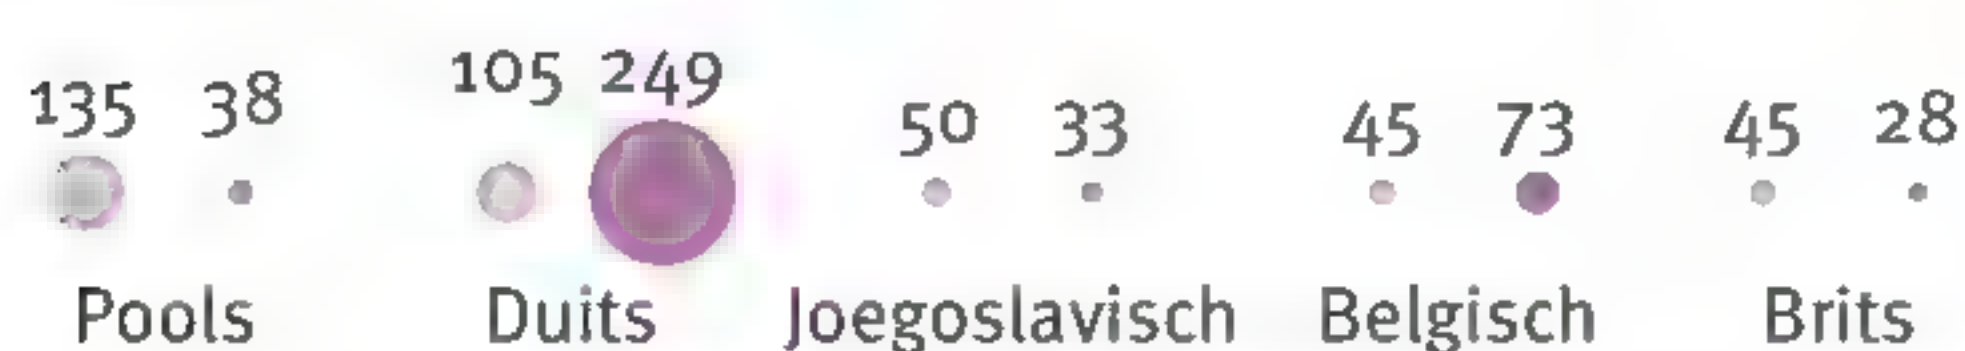 135 38 105 249 50 33 45 73 45 28
Pools Duits Joegoslavisch Belgisch Brits